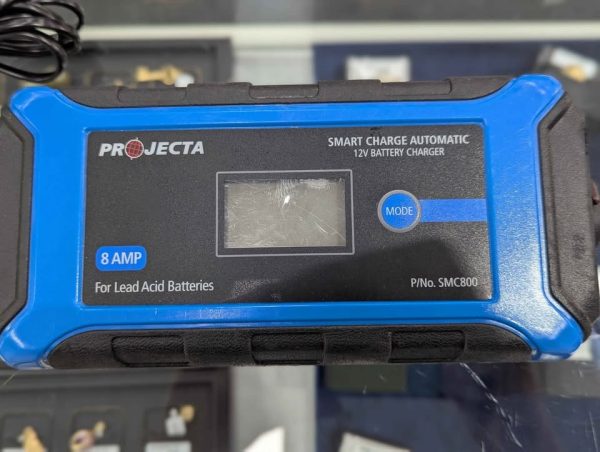 PROJECTA
SMART CHARGE AUTOMATIC
12V BATTERY CHARGER
MODE
8 AMP
For Lead Acid Batteries
P/No. SMC800